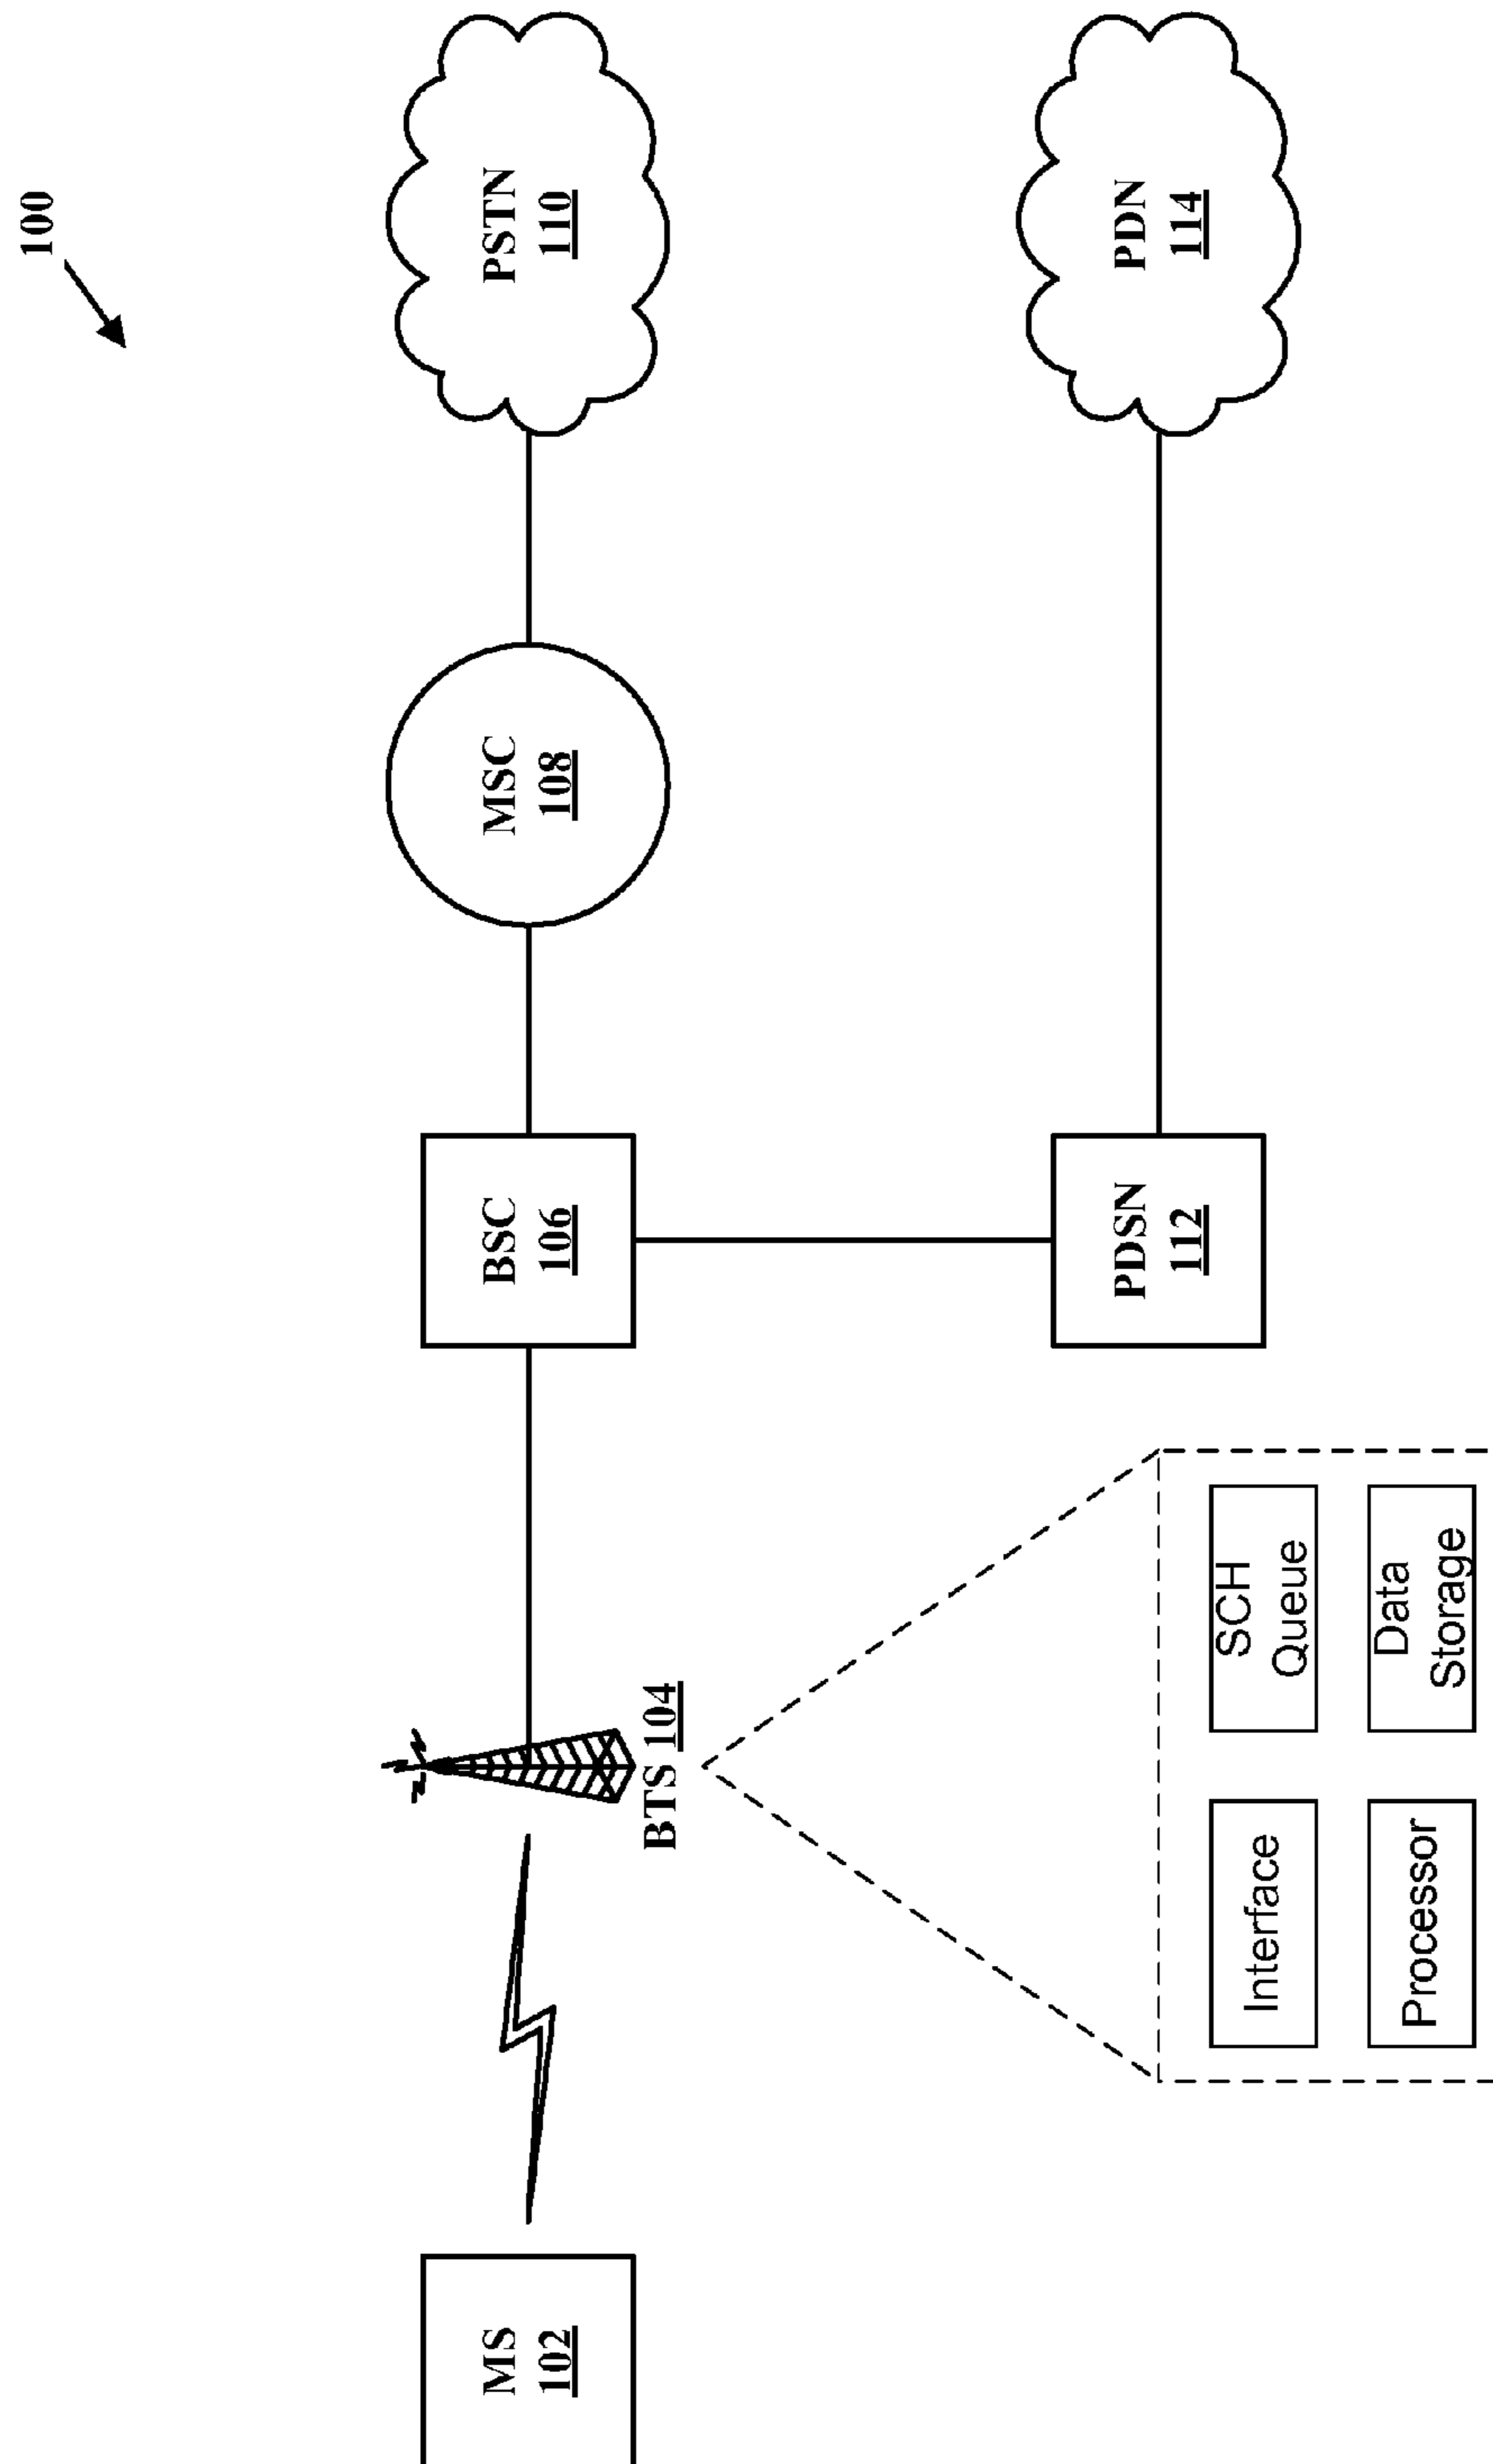 100
MS
102
BTS 104
BSC
106
MSC
108
PSTN
110
PDSN
112
PDN
114
Interface
SCH
Queue
Processor
Data
Storage